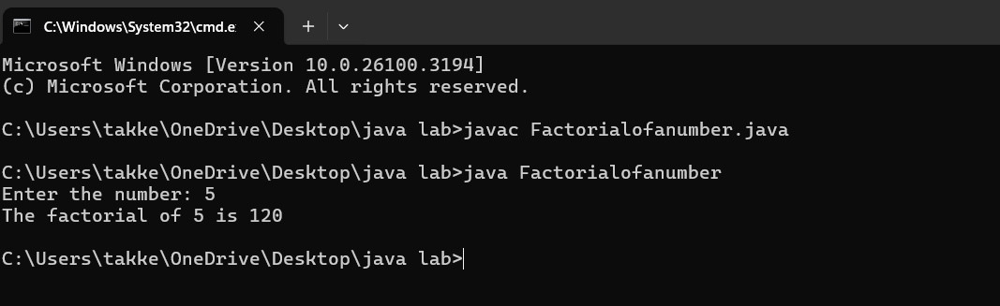 C:\Windows\System32\cmd.e
Microsoft Windows [Version 10.0.26100.3194]
(c) Microsoft Corporation. All rights reserved.
C:\Users\takke\OneDrive\Desktop\java lab>javac Factorialofanumber.java
C:\Users\takke\OneDrive\Desktop\java lab>java Factorialofanumber
Enter the number: 5
The factorial of 5 is 120
C:\Users\takke\OneDrive\Desktop\java lab>